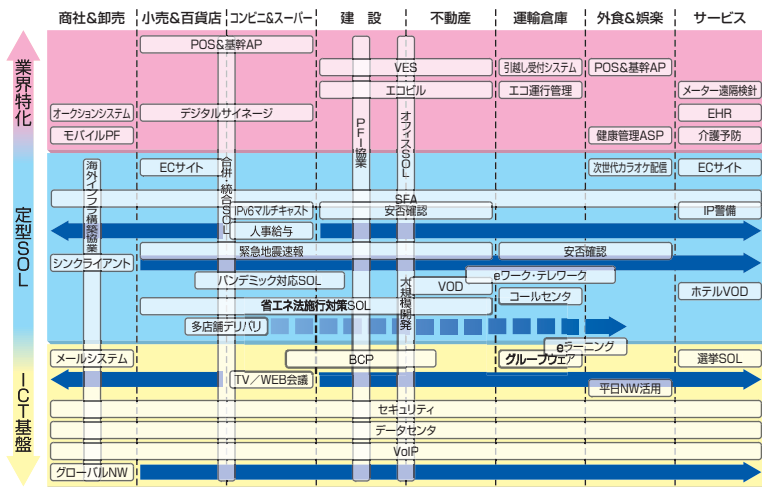 商社&卸売
小売&百貨店
コンビニ&スーパー
建　設
不動産
運輸倉庫
外食&娯楽
サービス
業界特化
POS&基幹AP
VES
引越し受付システム
POS&基幹AP
エコビル
エコ運行管理
メーター遠隔検針
オークションシステム
デジタルサイネージ
EHR
モバイルPF
健康管理ASP
介護予防
PFI協業
オフィスSOL
定型SOL
海外インフラ構築協業
ECサイト
合併・統合SOL
次世代カラオケ配信
ECサイト
SFA
IPv6マルチキャスト
安否確認
IP警備
人事給与
緊急地震速報
安否確認
シンクライアント
eワーク・テレワーク
パンデミック対応SOL
大規模開発
VOD
コールセンタ
ホテルVOD
省エネ法施行対策SOL
多店舗デリバリ
eラーニング
ICT基盤
メールシステム
BCP
グループウェア
選挙SOL
TV／WEB会議
平日NW活用
セキュリティ
データセンタ
VoIP
グローバルNW